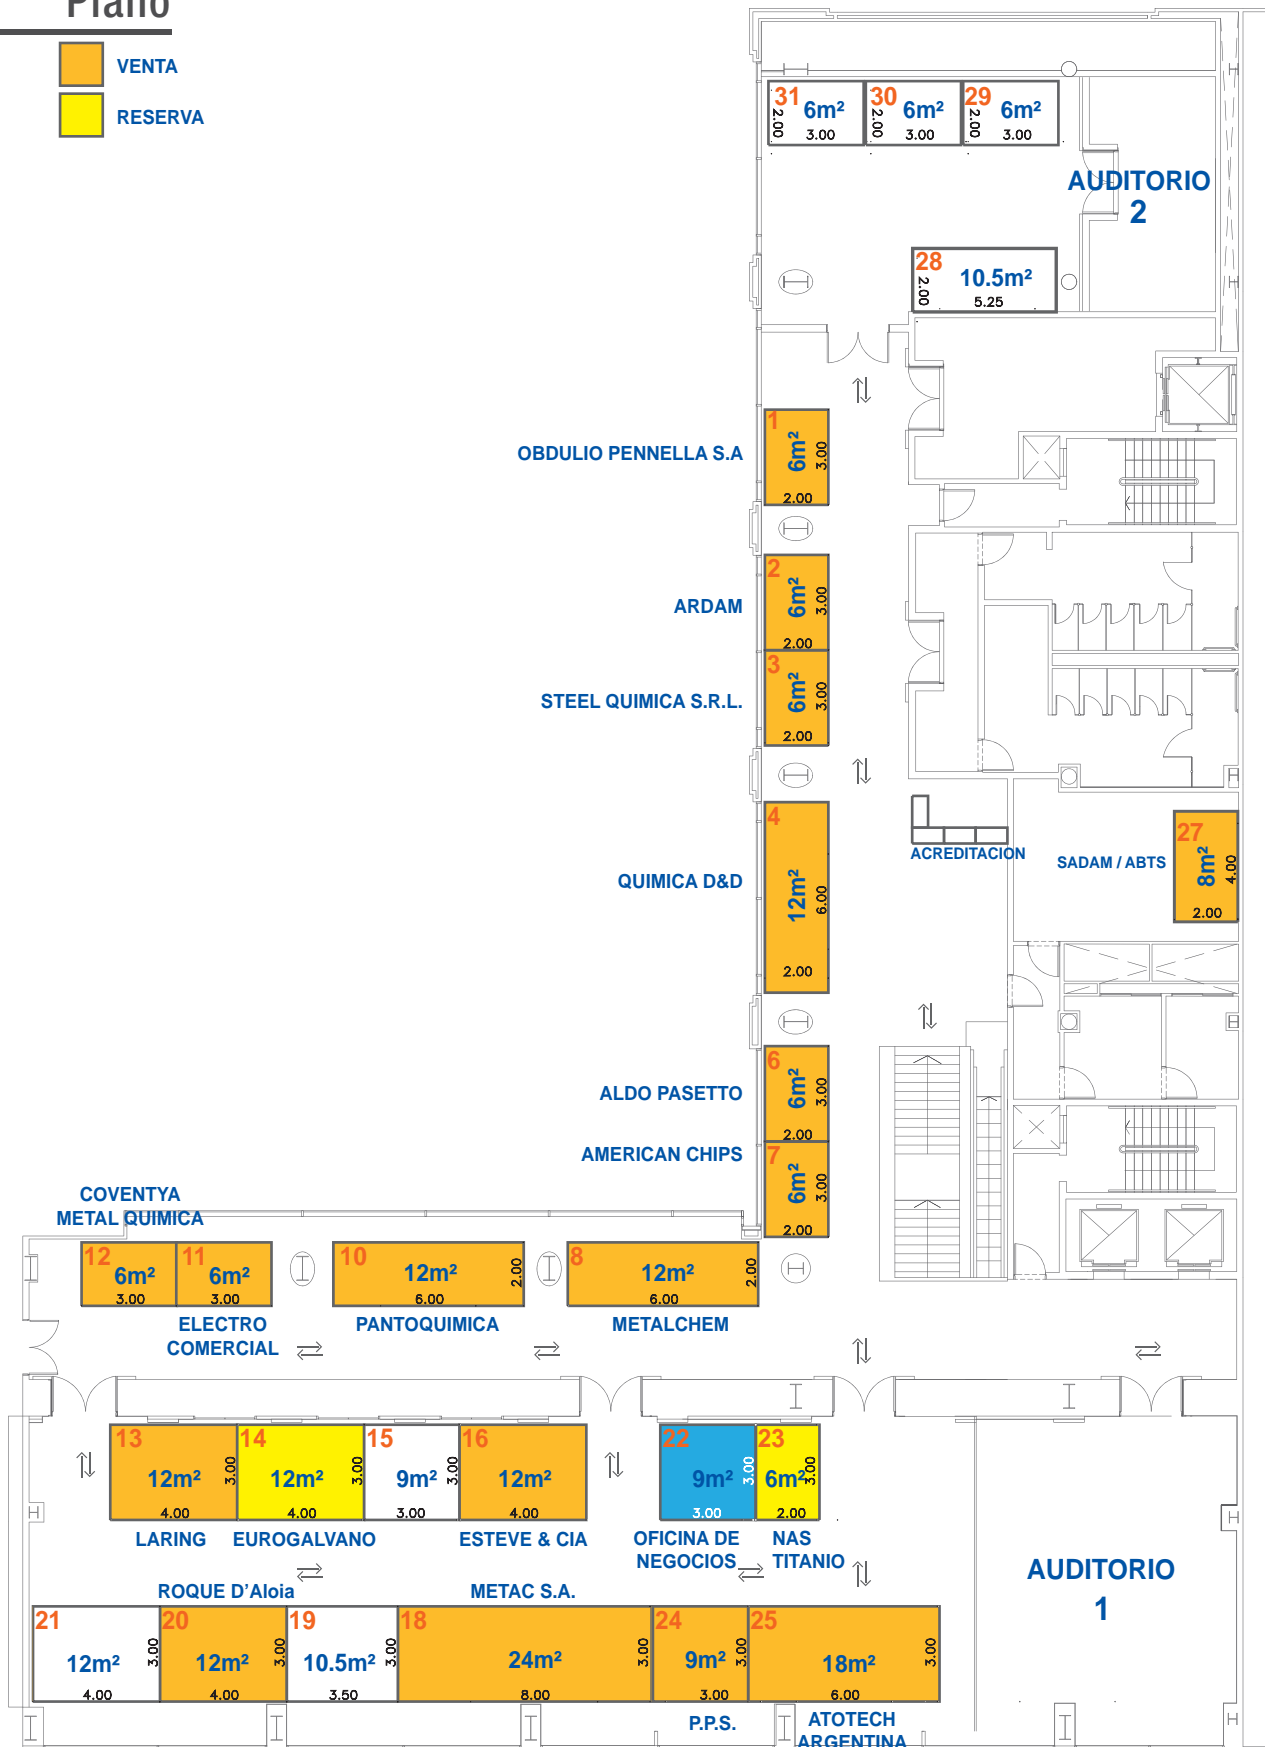 Plano
VENTA
RESERVA
31
6m²
2.00
3.00
30
6m²
2.00
3.00
29
6m²
2.00
3.00
AUDITORIO
2
28
10.5m²
2.00
5.25
OBDULIO PENNELLA S.A
1
6m²
3.00
2.00
ARDAM
2
6m²
3.00
2.00
STEEL QUIMICA S.R.L.
3
6m²
3.00
2.00
QUIMICA D&D
4
12m²
6.00
2.00
ACREDITACION
SADAM / ABTS
27
8m²
4.00
2.00
ALDO PASETTO
6
6m²
3.00
2.00
AMERICAN CHIPS
7
6m²
3.00
2.00
COVENTYA
METAL QUIMICA
12
6m²
3.00
11
6m²
3.00
ELECTRO
COMERCIAL
10
12m²
2.00
6.00
PANTOQUIMICA
8
12m²
2.00
6.00
METALCHEM
13
12m²
3.00
4.00
LARING
14
12m²
3.00
4.00
EUROGALVANO
15
9m²
3.00
3.00
16
12m²
4.00
ESTEVE & CIA
22
9m²
3.00
3.00
OFICINA DE
NEGOCIOS
23
6m²
3.00
2.00
NAS
TITANIO
AUDITORIO
1
ROQUE D’Aloia
METAC S.A.
21
12m²
3.00
4.00
20
12m²
3.00
4.00
19
10.5m²
3.00
3.50
18
24m²
3.00
8.00
24
9m²
3.00
3.00
P.P.S.
25
18m²
3.00
6.00
ATOTECH
ARGENTINA